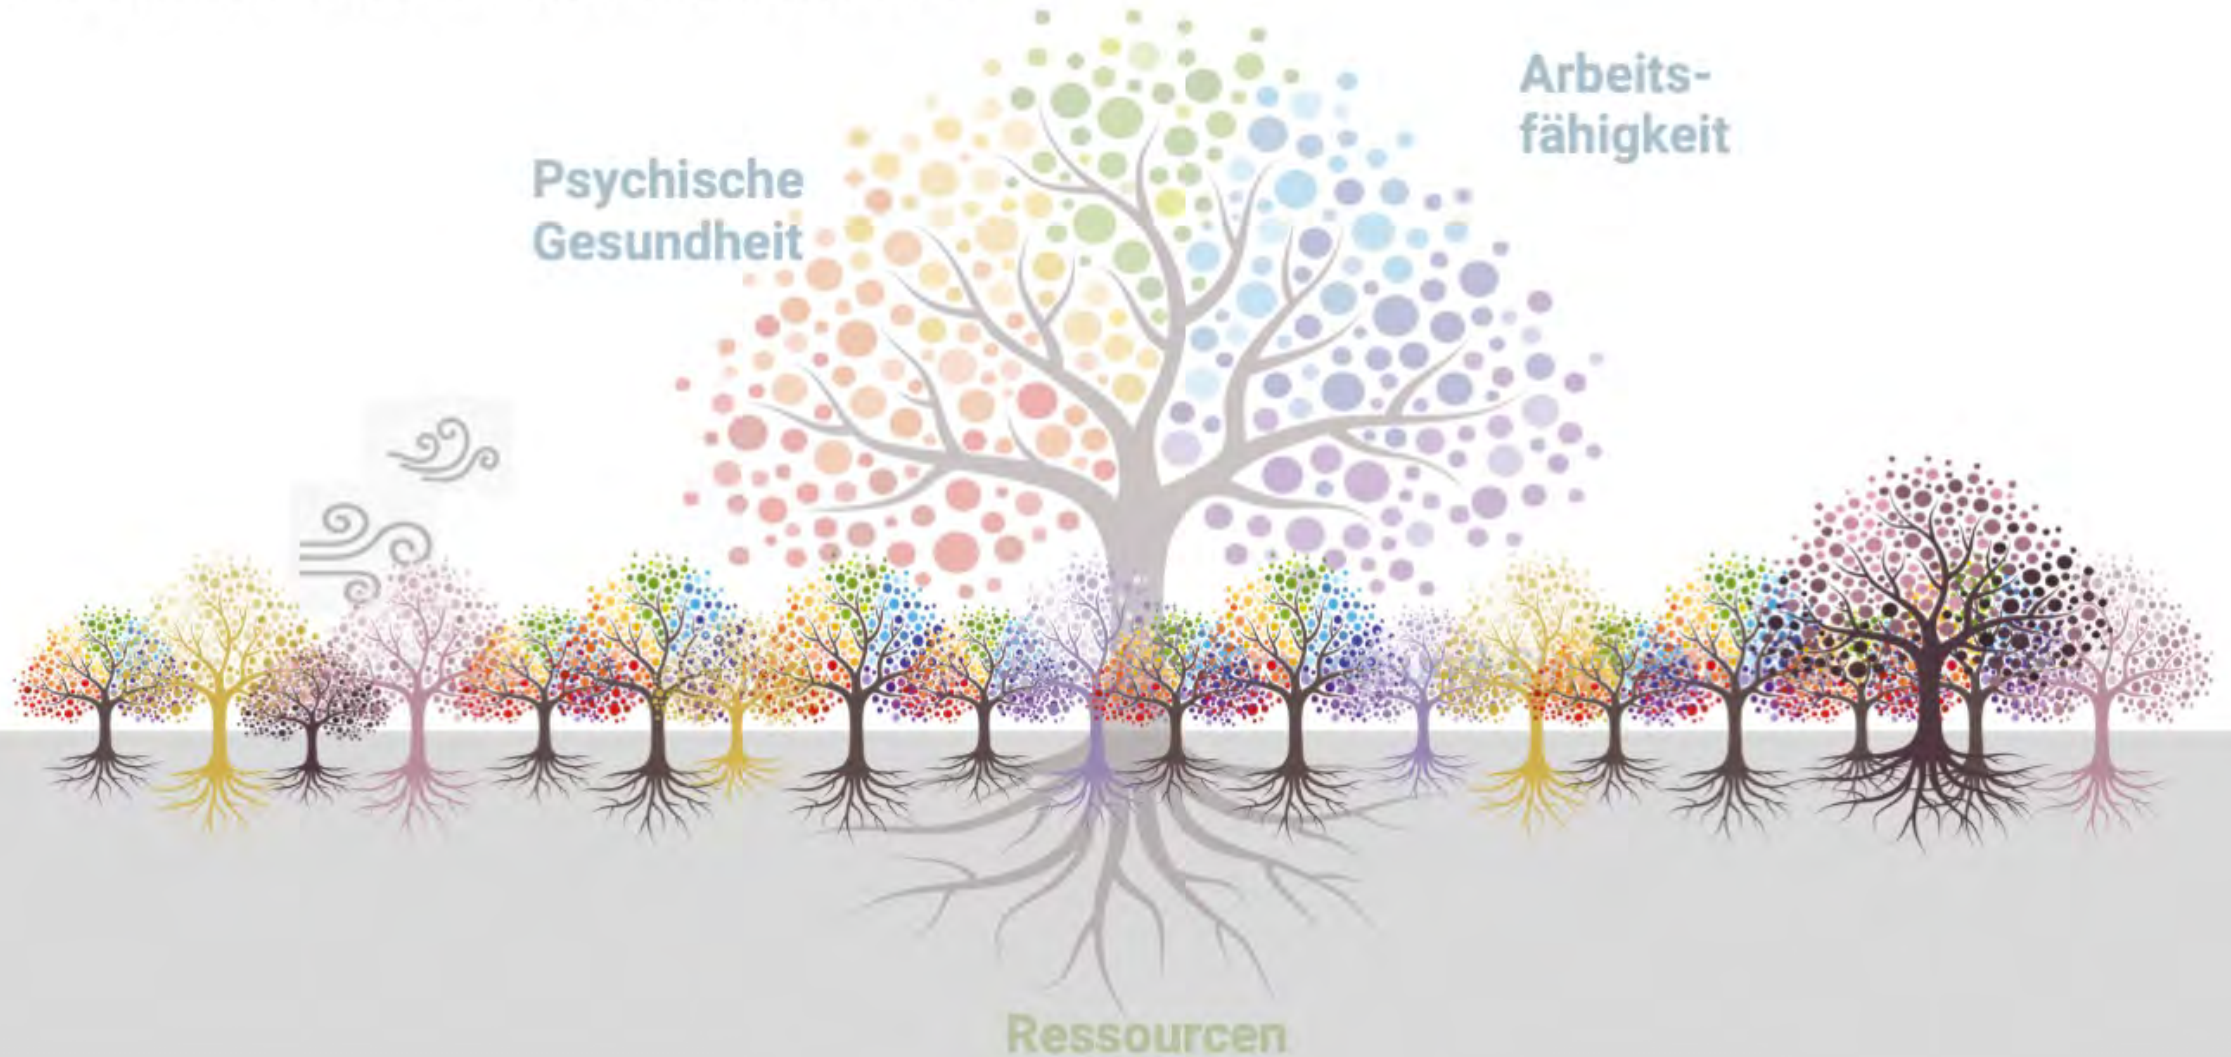 Psychische
Gesundheit
Arbeits-
fähigkeit
Ressourcen